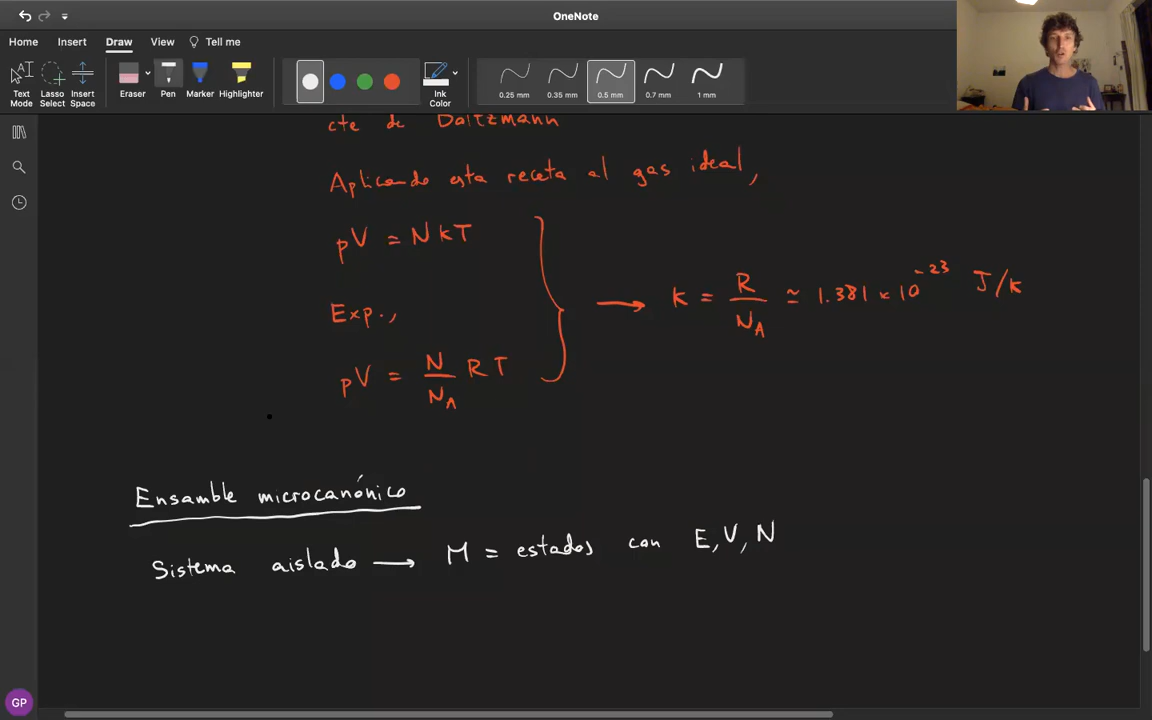 OneNote
Home Insert Draw View Tell me
Text Mode Lasso Select Insert Space Eraser Pen Marker Highlighter Ink Color 0.25 mm 0.35 mm 0.5 mm 0.7 mm 1 mm
cte de Boltzmann
Aplicando esta receta al gas ideal,
pV = NkT
Exp.,
pV = N/N_A RT
→ k = R/N_A ≃ 1.381 × 10^-23 J/k
Ensamble microcanónico
Sistema aislado → M = estados con E, V, N
GP